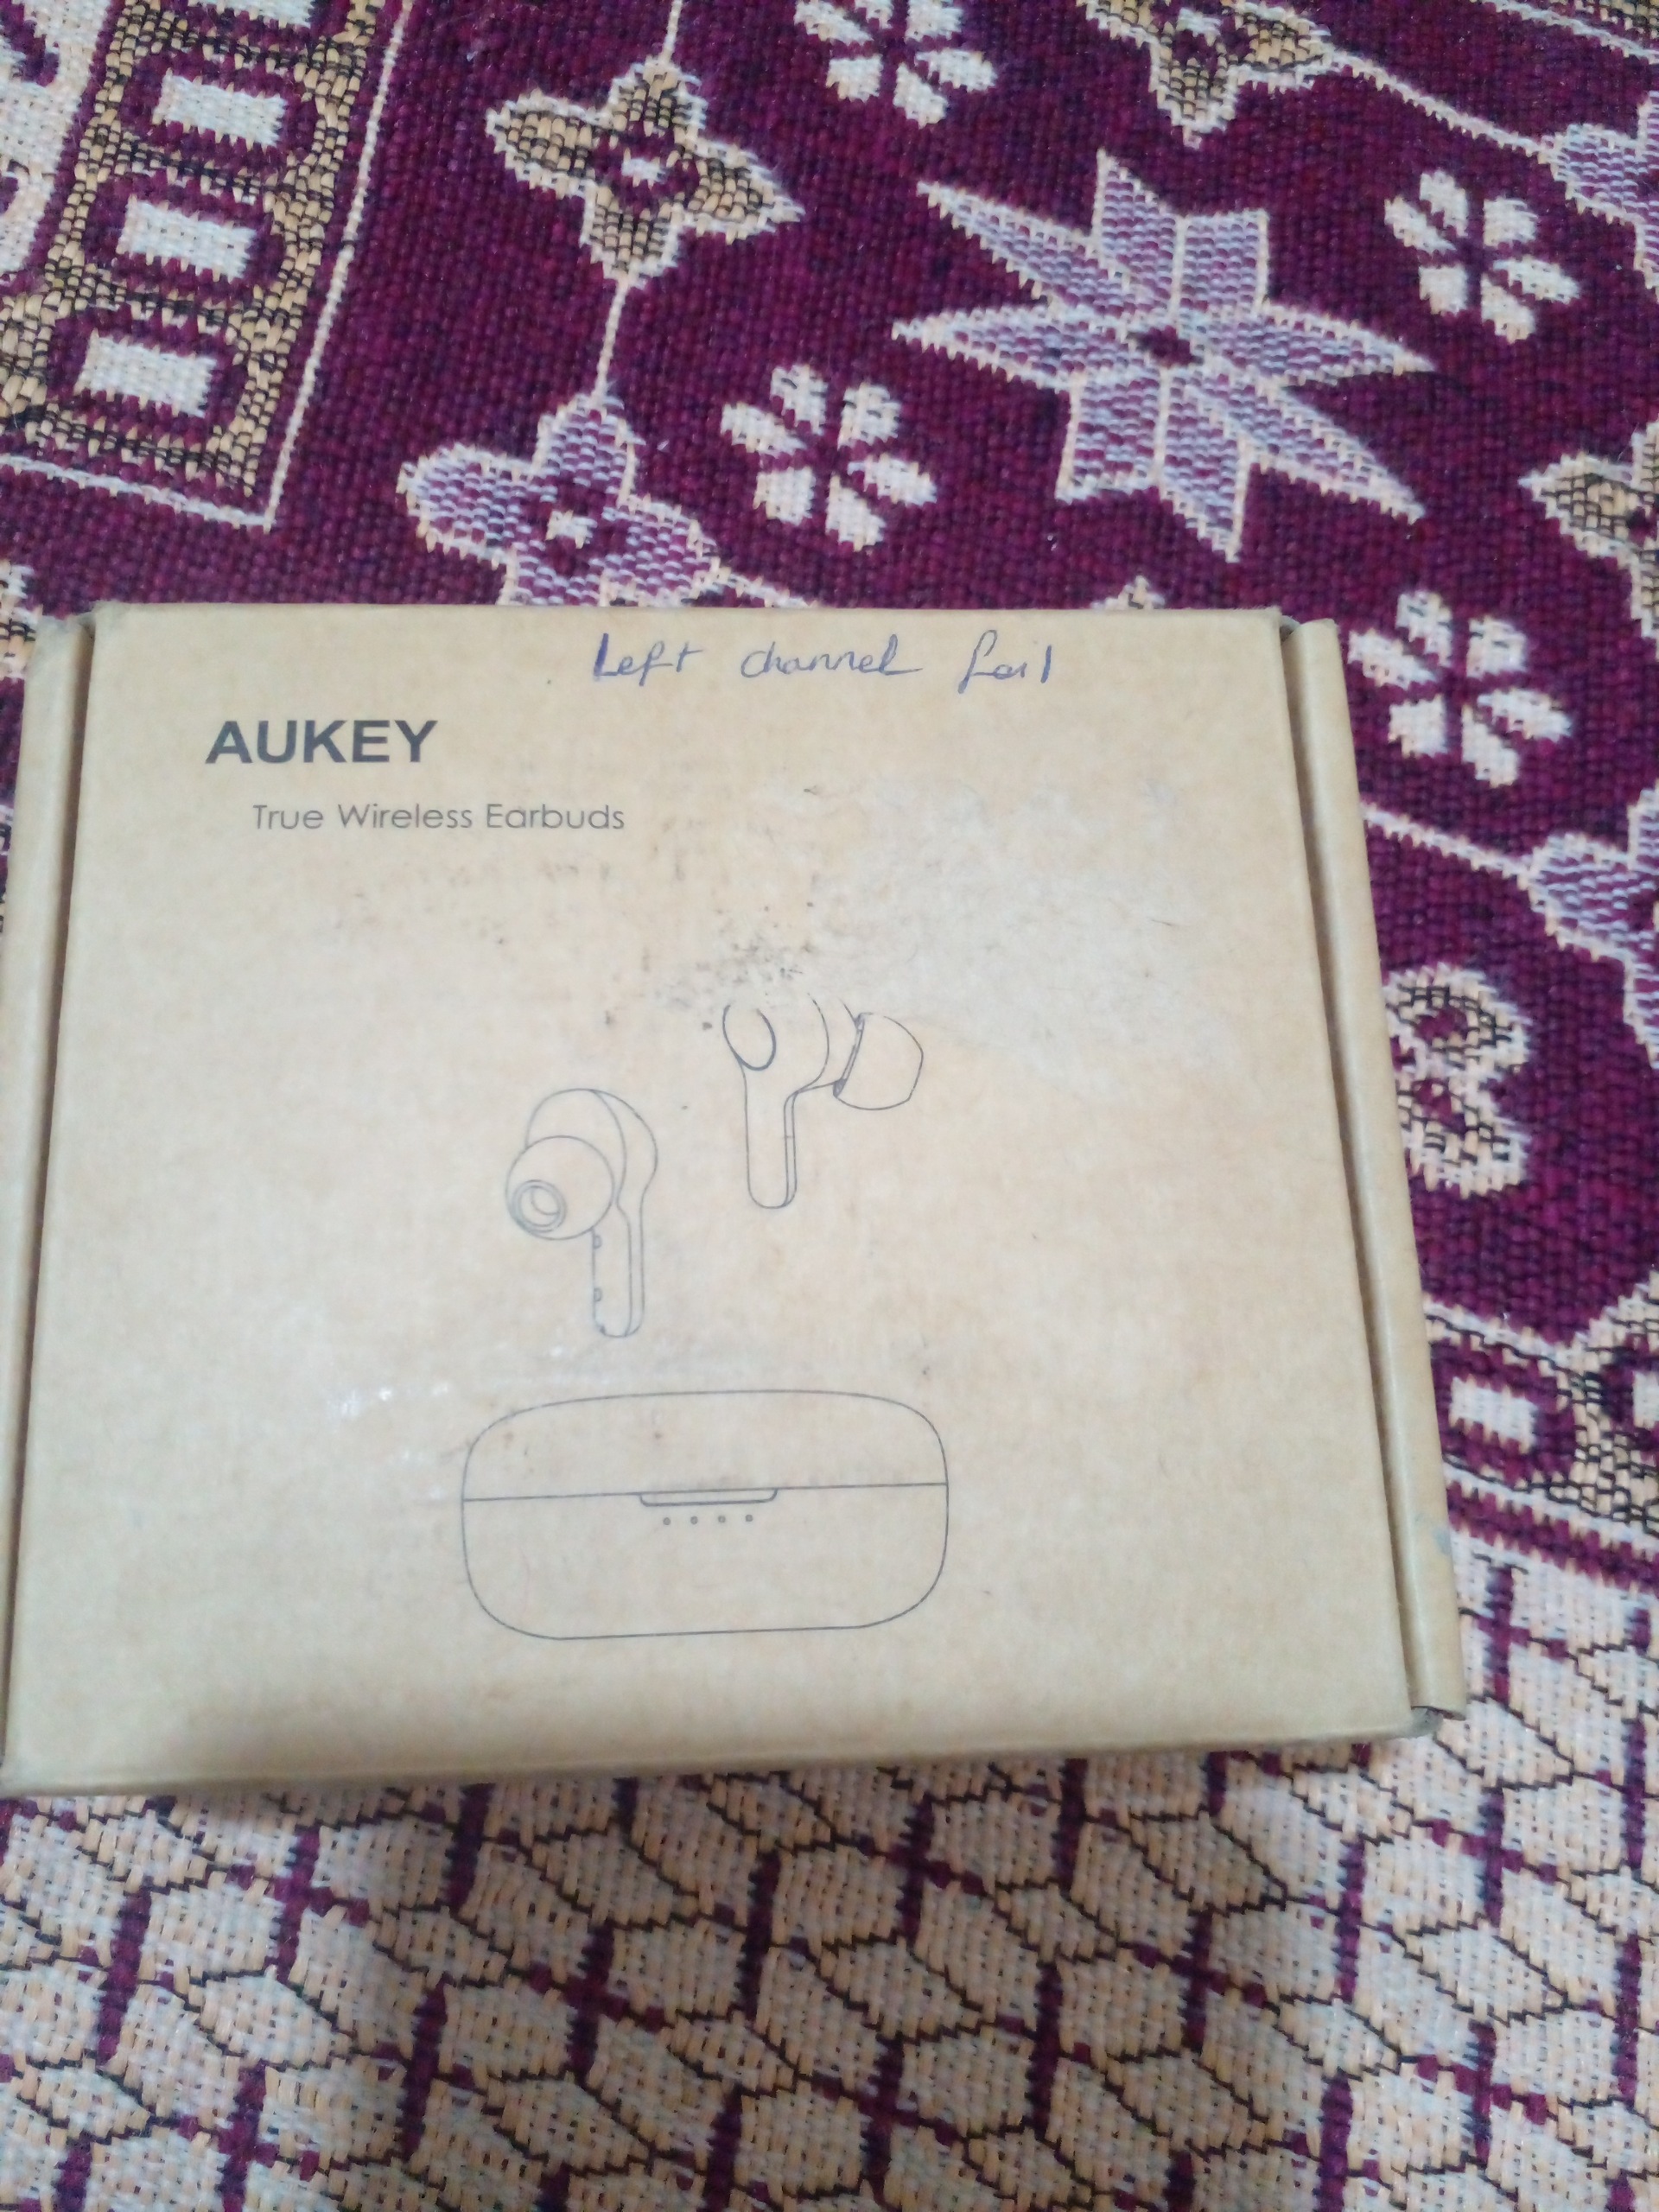 Left channel fail
AUKEY
True Wireless Earbuds